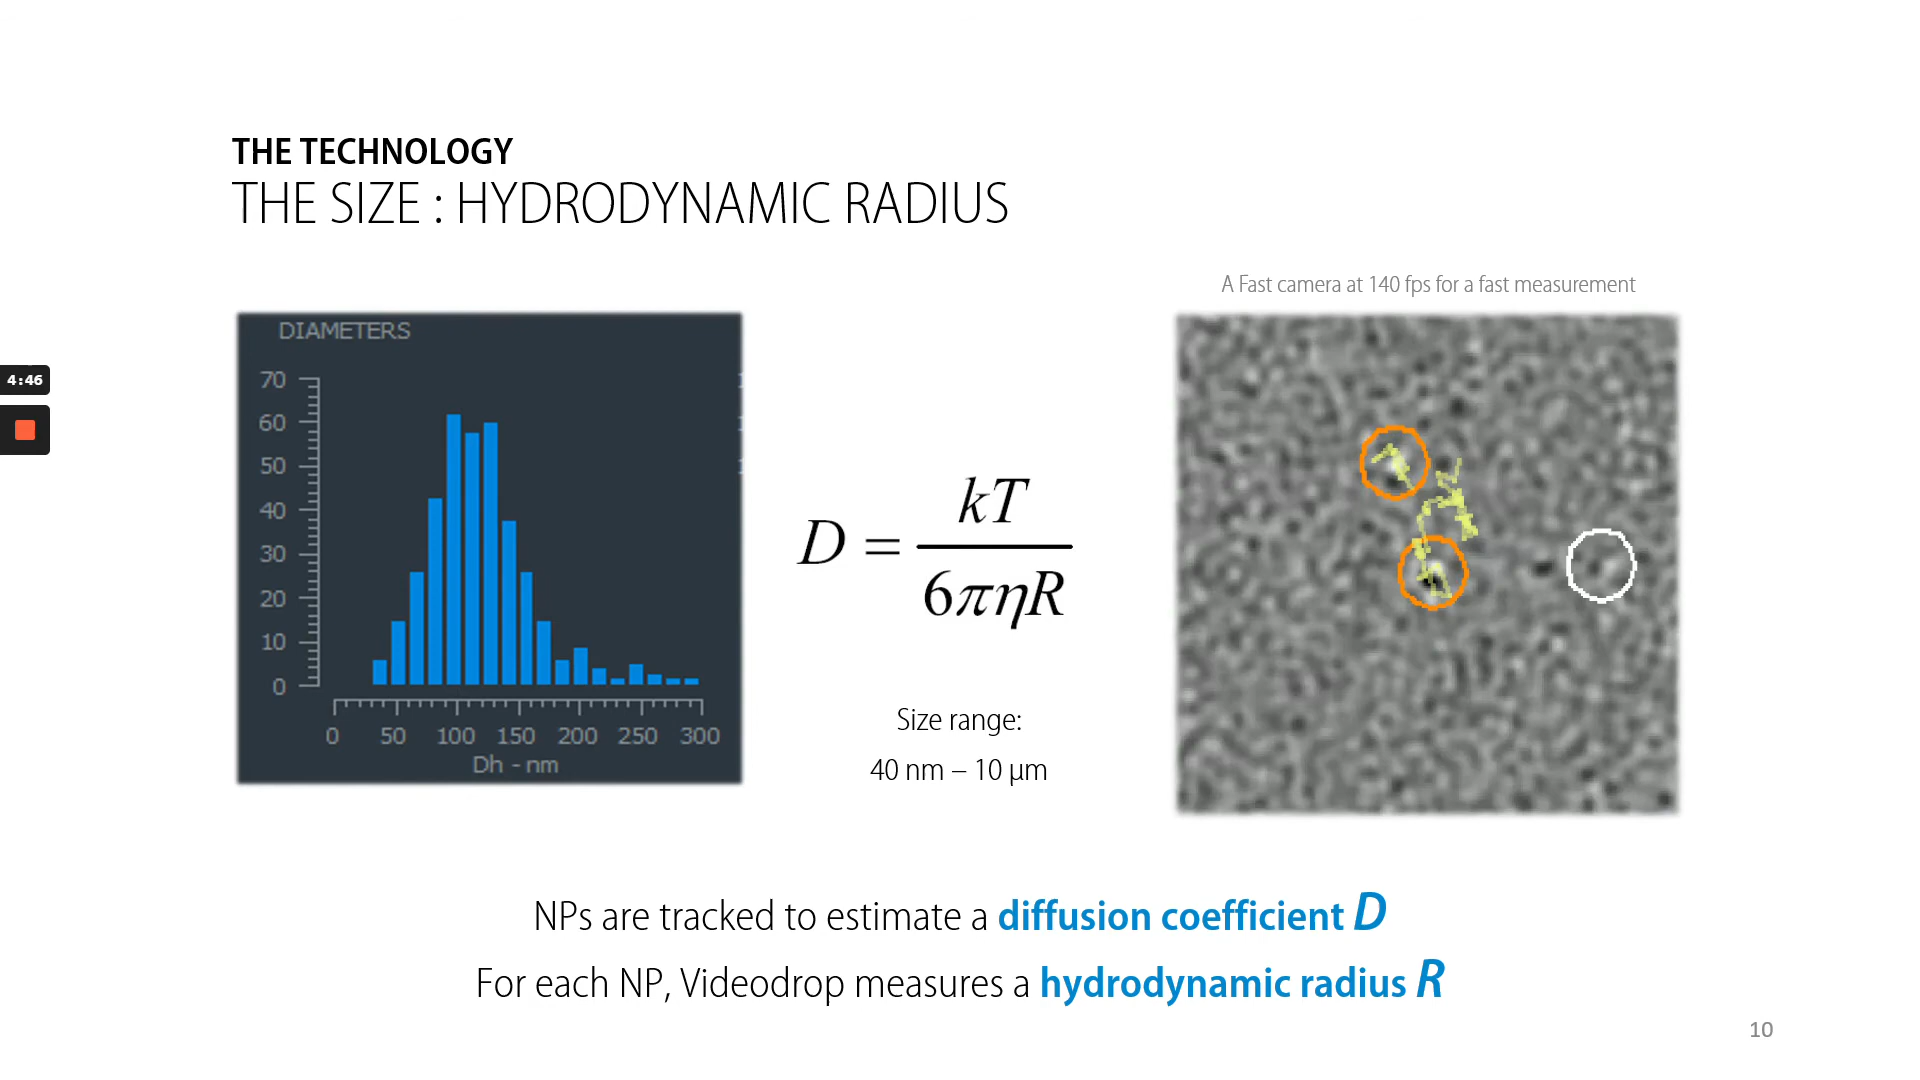 THE TECHNOLOGY
THE SIZE : HYDRODYNAMIC RADIUS
A Fast camera at 140 fps for a fast measurement
4:46
DIAMETERS
70
60
50
40
30
20
10
0
0 50 100 150 200 250 300
Dh - nm
D = kT / 6πηR
Size range:
40 nm – 10 µm
NPs are tracked to estimate a diffusion coefficient D
For each NP, Videodrop measures a hydrodynamic radius R
10